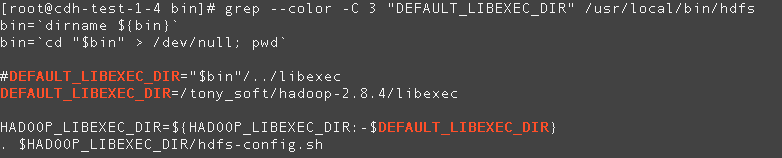 [root@cdh-test-1-4 bin]# grep --color -C 3 "DEFAULT_LIBEXEC_DIR" /usr/local/bin/hdfs
bin=`dirname ${bin}`
bin=`cd "$bin" > /dev/null; pwd`
#DEFAULT_LIBEXEC_DIR="$bin"/../libexec
DEFAULT_LIBEXEC_DIR=/tony_soft/hadoop-2.8.4/libexec
HADOOP_LIBEXEC_DIR=${HADOOP_LIBEXEC_DIR:-$DEFAULT_LIBEXEC_DIR}
. $HADOOP_LIBEXEC_DIR/hdfs-config.sh